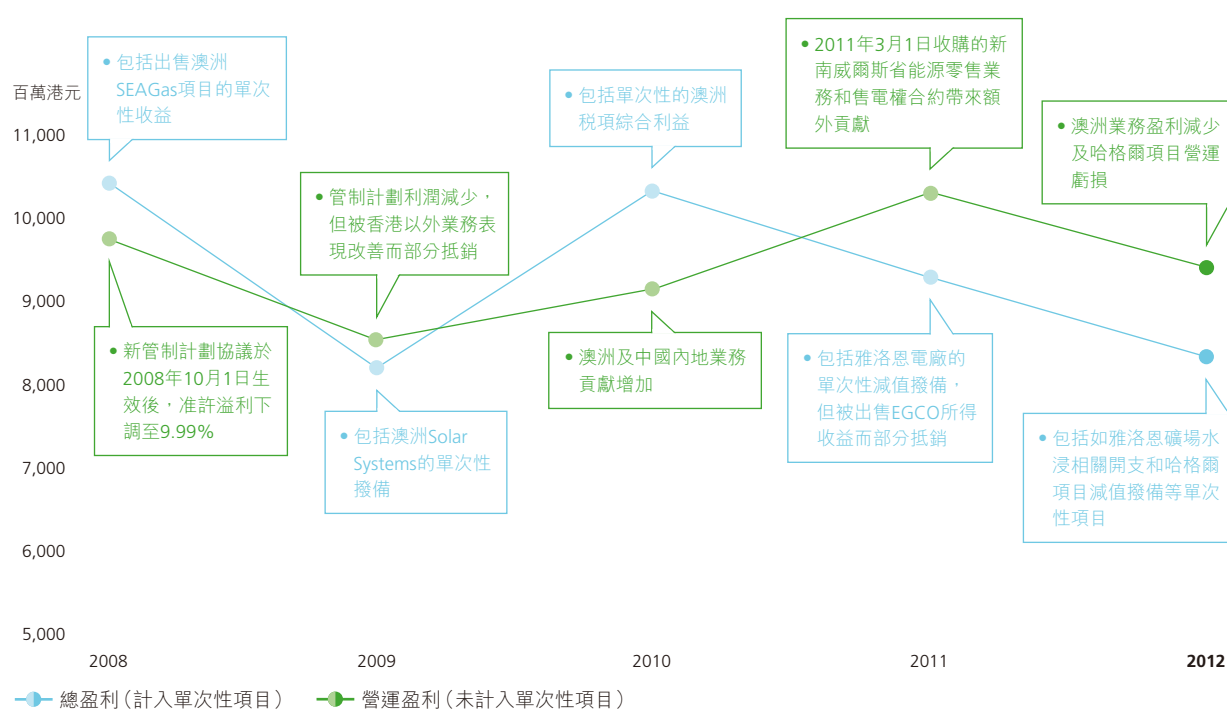 百萬港元
11,000
10,000
9,000
8,000
7,000
6,000
5,000
• 包括出售澳洲
SEAGas項目的單次
性收益
• 新管制計劃協議於
2008年10月1日生
效後，准許溢利下
調至9.99%
• 管制計劃利潤減少，
但被香港以外業務表
現改善而部分抵銷
• 包括澳洲Solar
Systems的單次性
撥備
• 包括單次性的澳洲
稅項綜合利益
• 澳洲及中國內地業務
貢獻增加
• 2011年3月1日收購的新
南威爾斯省能源零售業
務和售電權合約帶來額
外貢獻
• 包括雅洛恩電廠的
單次性減值撥備，
但被出售EGCO所得
收益而部分抵銷
• 澳洲業務盈利減少
及哈格爾項目營運
虧損
• 包括如雅洛恩礦場水
浸相關開支和哈格爾
項目減值撥備等單次
性項目
2008
2009
2010
2011
2012
總盈利（計入單次性項目）
營運盈利（未計入單次性項目）